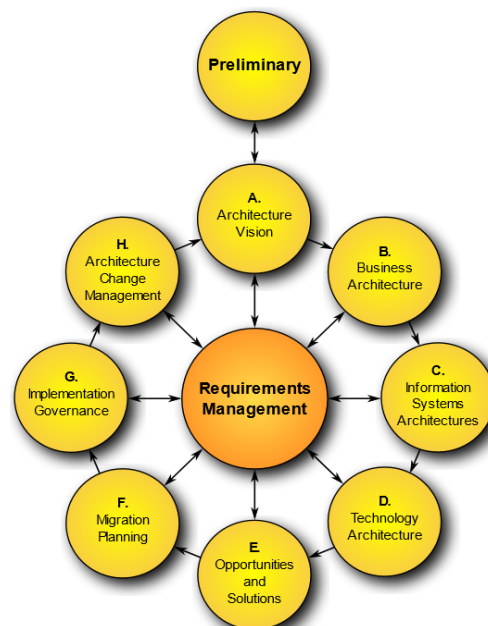 Preliminary
A.
Architecture
Vision
B.
Business
Architecture
C.
Information
Systems
Architectures
D.
Technology
Architecture
E.
Opportunities
and
Solutions
F.
Migration
Planning
G.
Implementation
Governance
H.
Architecture
Change
Management
Requirements
Management